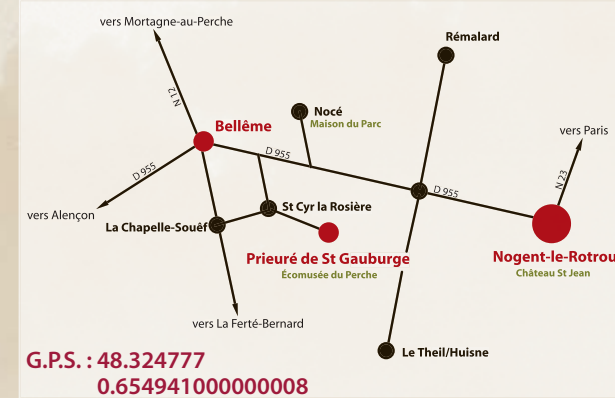 vers Mortagne-au-Perche
Rémalard
N 12
Nocé
Maison du Parc
Bellême
vers Paris
D 955
D 955
D 955
N 23
vers Alençon
St Cyr la Rosière
La Chapelle-Souëf
Prieuré de St Gauburge
Écomusée du Perche
Nogent-le-Rotrou
Château St Jean
vers La Ferté-Bernard
Le Theil/Huisne
G.P.S. : 48.324777
0.654941000000008